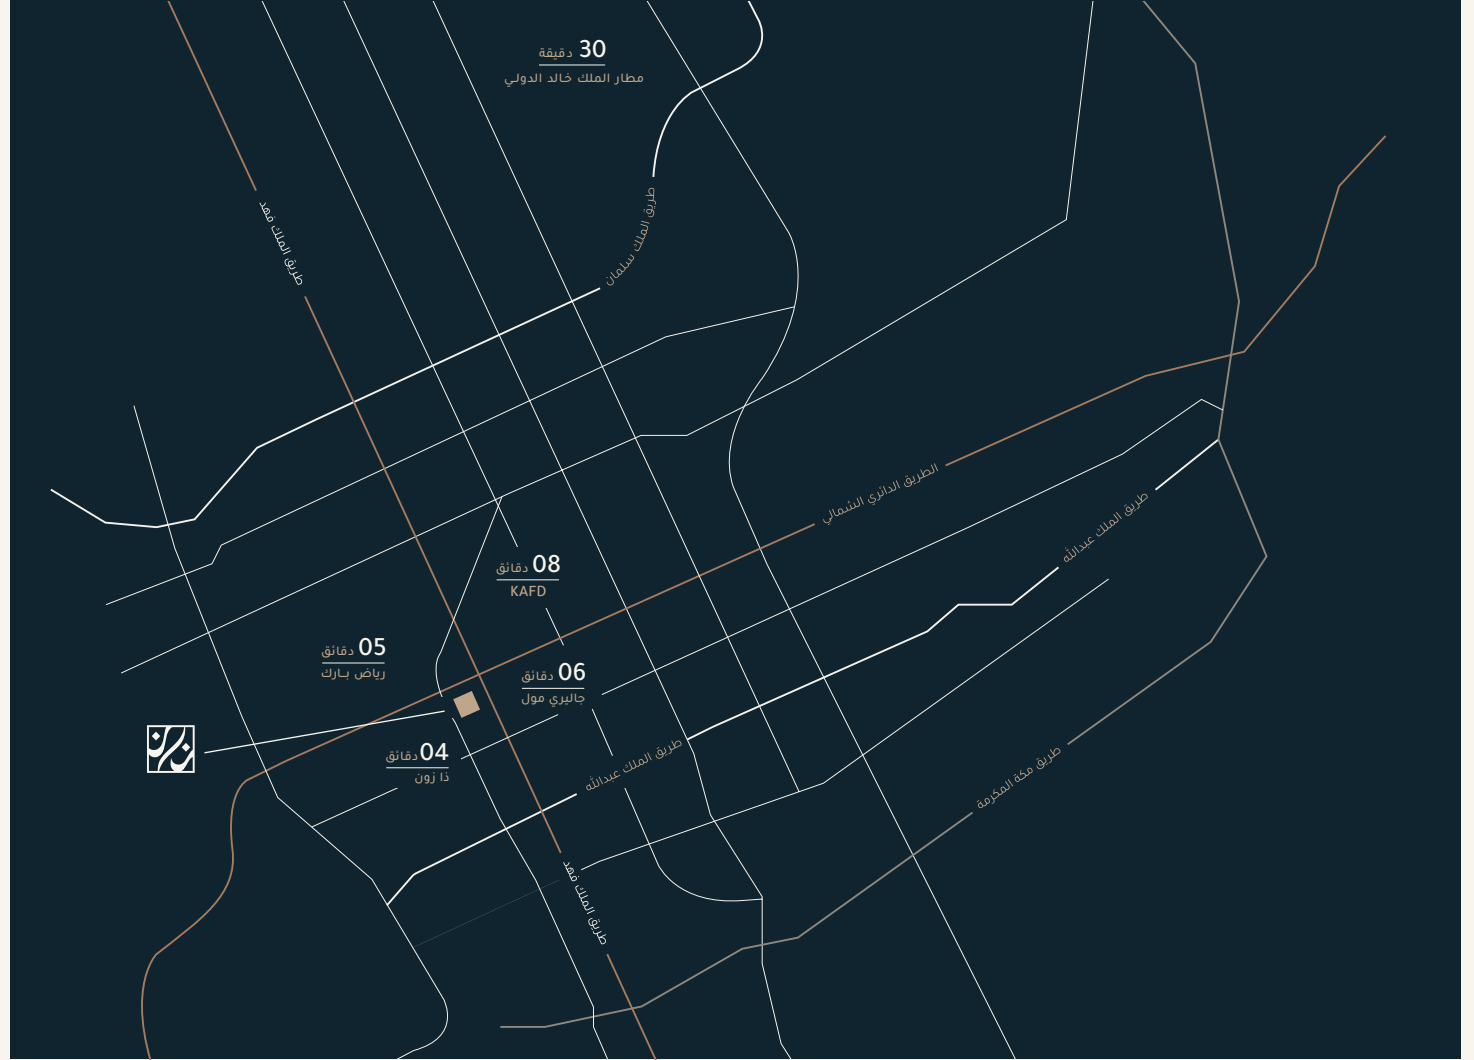 30 دقيقة
مطار الملك خالد الدولي
طريق الملك سلمان
طريق الملك فهد
الطريق الدائري الشمالي
طريق الملك عبدالله
08 دقائق
KAFD
05 دقائق
رياض بـارك
06 دقائق
جاليري مول
04 دقائق
ذا زون
طريق الملك عبدالله
طريق مكة المكرمة
طريق الملك فهد